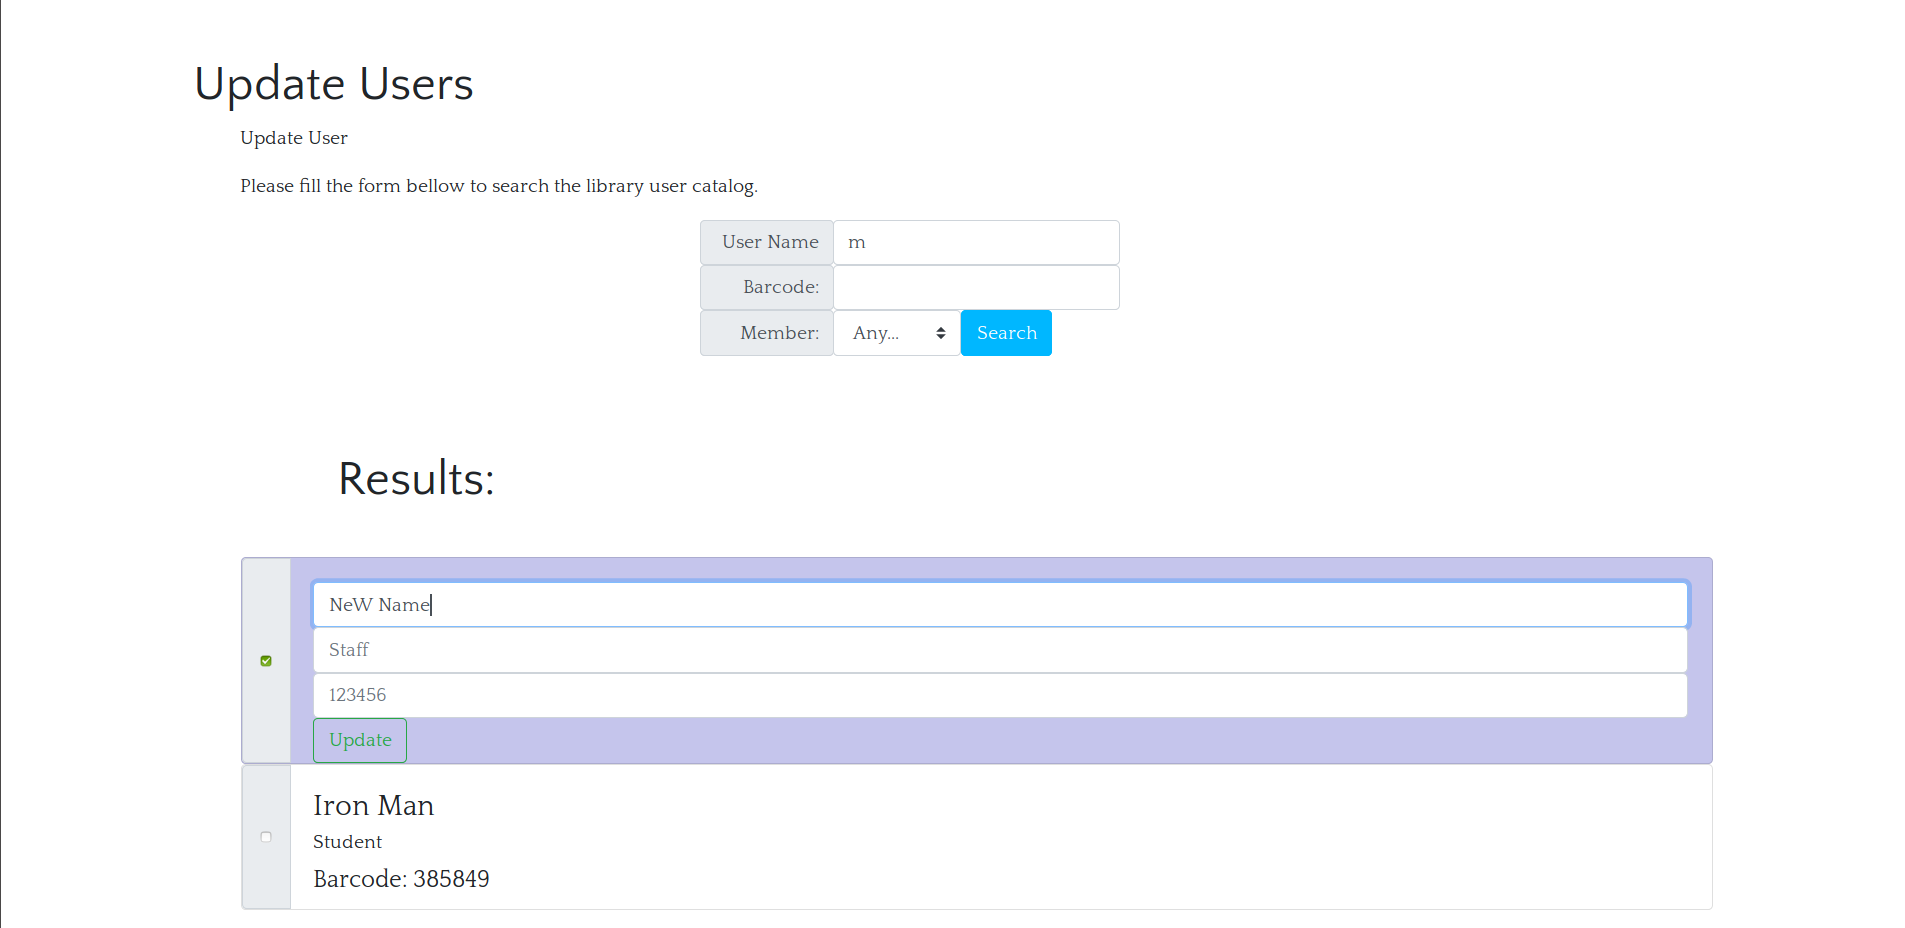 Update Users
Update User
Please fill the form bellow to search the library user catalog.
User Name m
Barcode:
Member: Any... Search
Results:
NeW Name
Staff
123456
Update
Iron Man
Student
Barcode: 385849